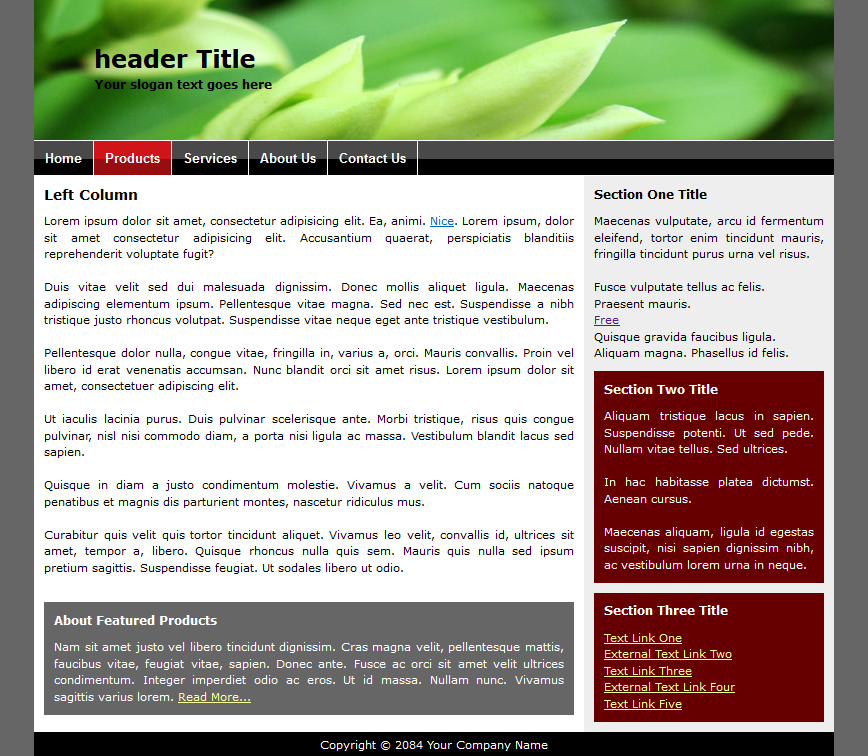 header Title
Your slogan text goes here
Home Products Services About Us Contact Us
Left Column
Lorem ipsum dolor sit amet, consectetur adipisicing elit. Ea, animi. Nice. Lorem ipsum, dolor
sit amet consectetur adipisicing elit. Accusantium quaerat, perspiciatis blanditiis
reprehenderit voluptate fugit?
Duis vitae velit sed dui malesuada dignissim. Donec mollis aliquet ligula. Maecenas
adipiscing elementum ipsum. Pellentesque vitae magna. Sed nec est. Suspendisse a nibh
tristique justo rhoncus volutpat. Suspendisse vitae neque eget ante tristique vestibulum.
Pellentesque dolor nulla, congue vitae, fringilla in, varius a, orci. Mauris convallis. Proin vel
libero id erat venenatis accumsan. Nunc blandit orci sit amet risus. Lorem ipsum dolor sit
amet, consectetuer adipiscing elit.
Ut iaculis lacinia purus. Duis pulvinar scelerisque ante. Morbi tristique, risus quis congue
pulvinar, nisl nisi commodo diam, a porta nisi ligula ac massa. Vestibulum blandit lacus sed
sapien.
Quisque in diam a justo condimentum molestie. Vivamus a velit. Cum sociis natoque
penatibus et magnis dis parturient montes, nascetur ridiculus mus.
Curabitur quis velit quis tortor tincidunt aliquet. Vivamus leo velit, convallis id, ultrices sit
amet, tempor a, libero. Quisque rhoncus nulla quis sem. Mauris quis nulla sed ipsum
pretium sagittis. Suspendisse feugiat. Ut sodales libero ut odio.
About Featured Products
Nam sit amet justo vel libero tincidunt dignissim. Cras magna velit, pellentesque mattis,
faucibus vitae, feugiat vitae, sapien. Donec ante. Fusce ac orci sit amet velit ultrices
condimentum. Integer imperdiet odio ac eros. Ut id massa. Nullam nunc. Vivamus
sagittis varius lorem. Read More...
Section One Title
Maecenas vulputate, arcu id fermentum
eleifend, tortor enim tincidunt mauris,
fringilla tincidunt purus urna vel risus.
Fusce vulputate tellus ac felis.
Praesent mauris.
Free
Quisque gravida faucibus ligula.
Aliquam magna. Phasellus id felis.
Section Two Title
Aliquam tristique lacus in sapien.
Suspendisse potenti. Ut sed pede.
Nullam vitae tellus. Sed ultrices.
In hac habitasse platea dictumst.
Aenean cursus.
Maecenas aliquam, ligula id egestas
suscipit, nisi sapien dignissim nibh,
ac vestibulum lorem urna in neque.
Section Three Title
Text Link One
External Text Link Two
Text Link Three
External Text Link Four
Text Link Five
Copyright © 2084 Your Company Name